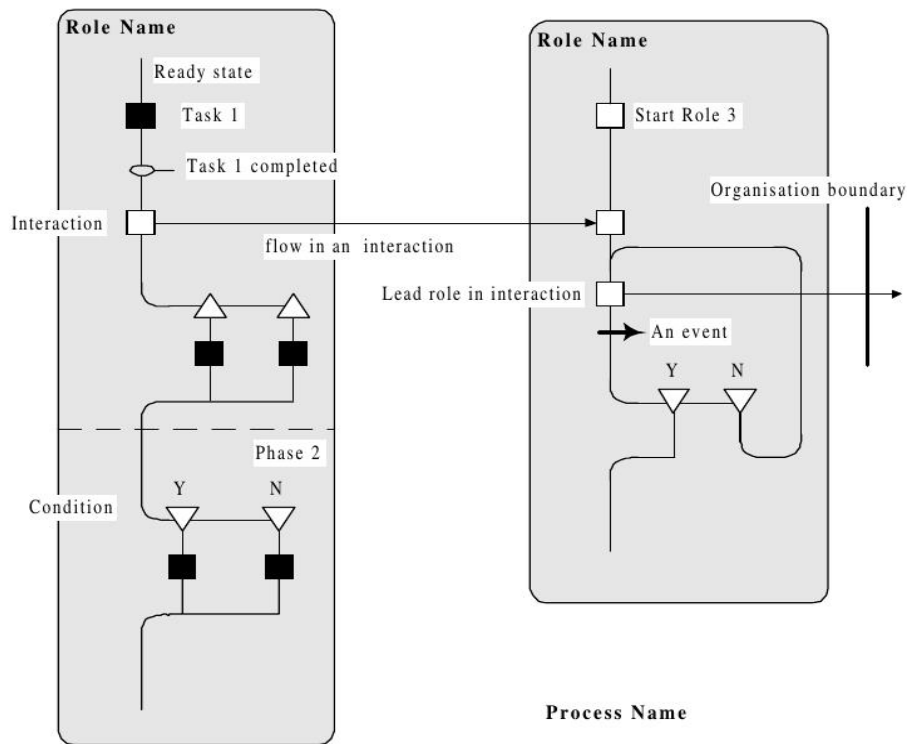 Role Name
Ready state
Task 1
Task 1 completed
Interaction
flow in an interaction
Phase 2
Y N
Condition
Role Name
Start Role 3
Organisation boundary
Lead role in interaction
An event
Y N
Process Name